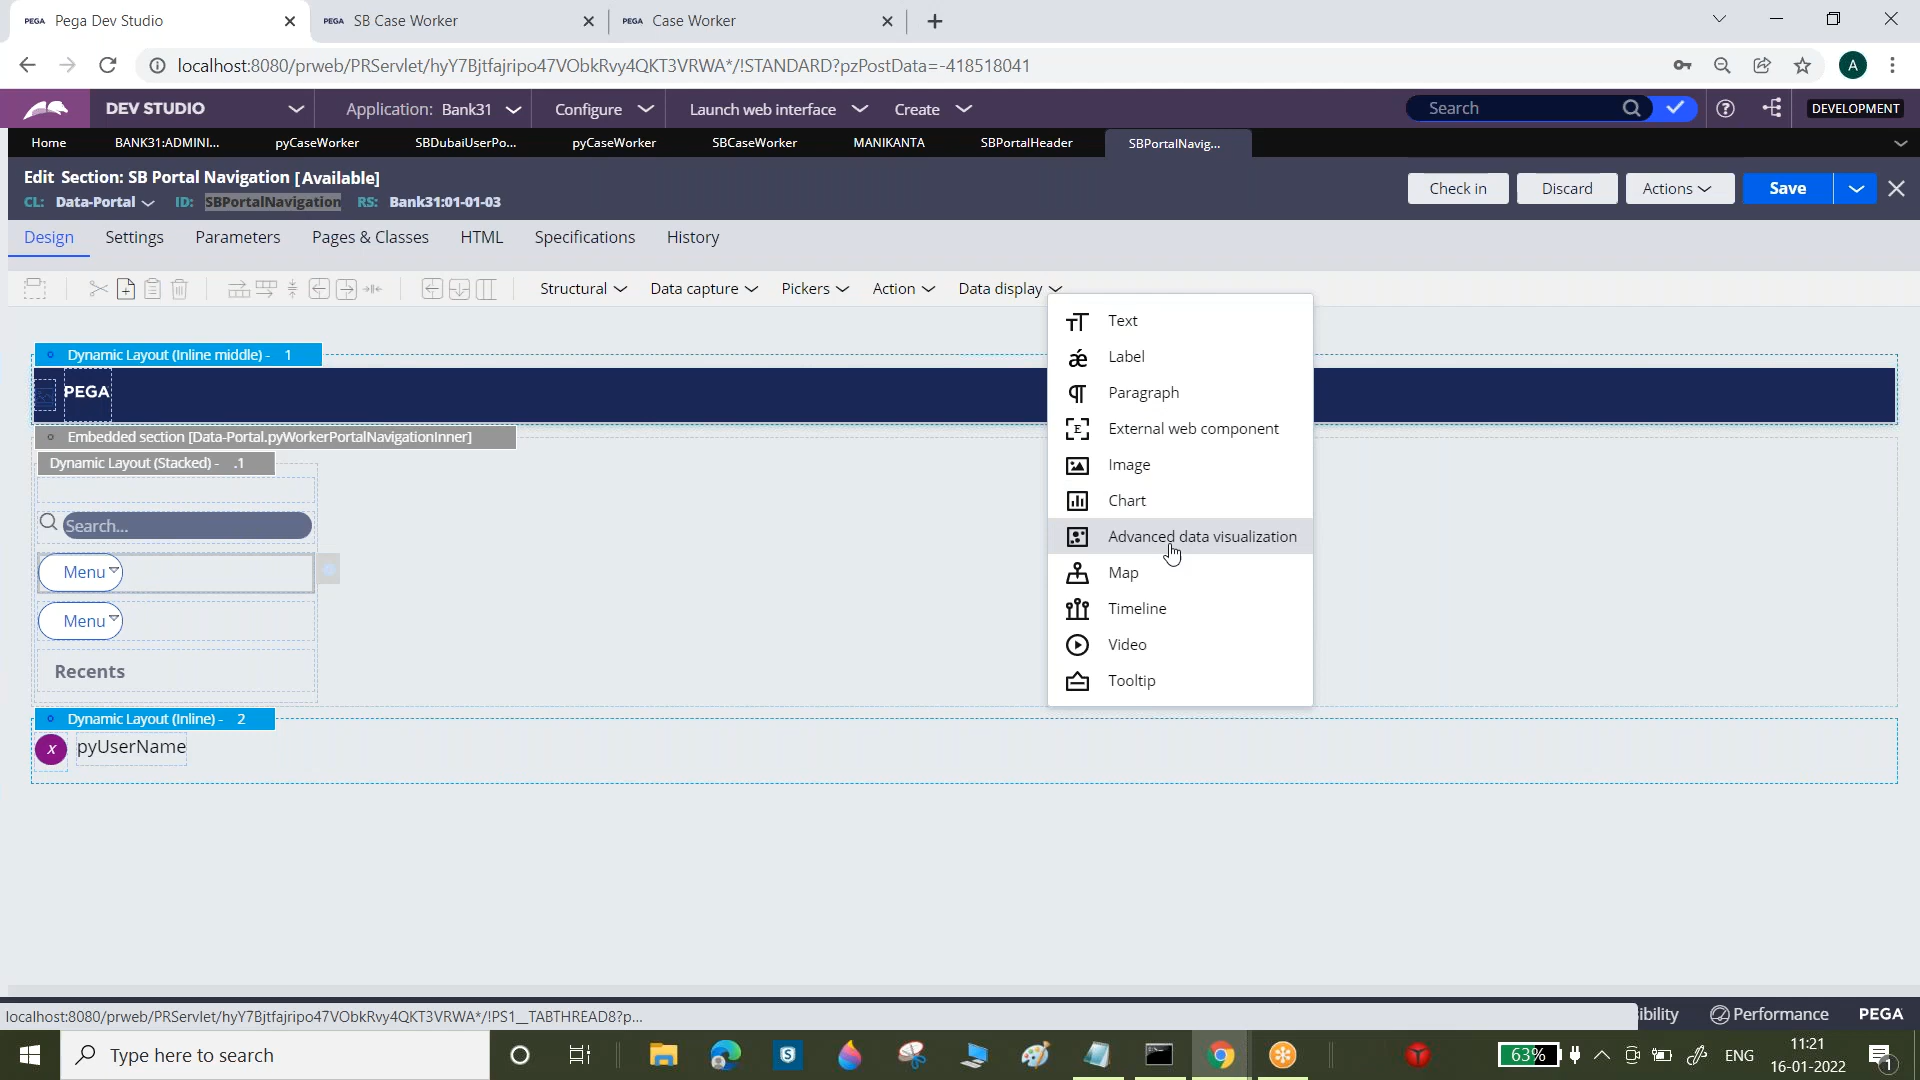 PEGA Pega Dev Studio PEGA SB Case Worker PEGA Case Worker
localhost:8080/prweb/PRServlet/hyY7Bjtfajripo47VObkRvy4QKT3VRWA*/!STANDARD?pzPostData=-418518041 A
DEV STUDIO Application: Bank31 Configure Launch web interface Create Search DEVELOPMENT
Home BANK31:ADMINI... pyCaseWorker SBDubaiUserPo... pyCaseWorker SBCaseWorker MANIKANTA SBPortalHeader SBPortalNavig...
Edit Section: SB Portal Navigation [Available]
CL: Data-Portal ID: SBPortalNavigation RS: Bank31:01-01-03
Check in Discard Actions Save
Design Settings Parameters Pages & Classes HTML Specifications History
Structural Data capture Pickers Action Data display
Text
Label
Paragraph
External web component
Image
Chart
Advanced data visualization
Map
Timeline
Video
Tooltip
Dynamic Layout (Inline middle) - 1
PEGA
Embedded section [Data-Portal.pyWorkerPortalNavigationInner]
Dynamic Layout (Stacked) - .1
Search...
Menu
Menu
Recents
Dynamic Layout (Inline) - 2
x pyUserName
localhost:8080/prweb/PRServlet/hyY7Bjtfajripo47VObkRvy4QKT3VRWA*/!PS1__TABTHREAD8?p... ibility Performance PEGA
Type here to search 63% ENG 11:21
16-01-2022 1